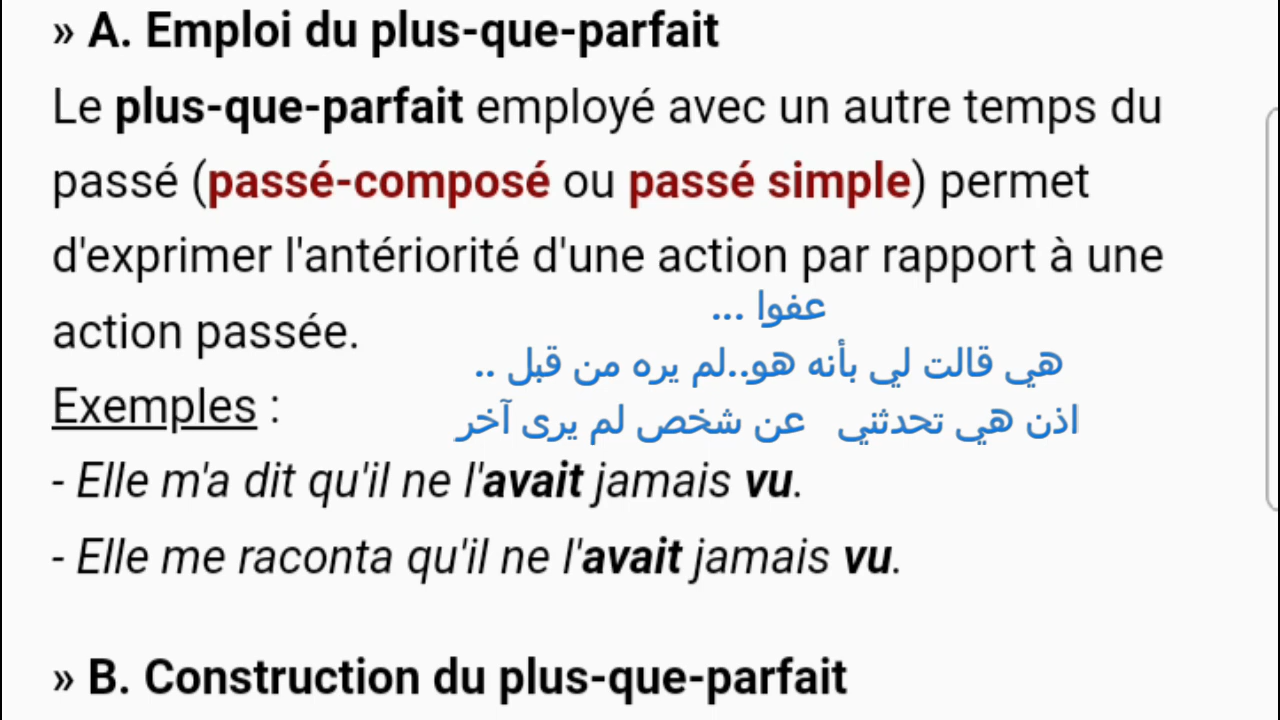 » A. Emploi du plus-que-parfait
Le plus-que-parfait employé avec un autre temps du
passé (passé-composé ou passé simple) permet
d'exprimer l'antériorité d'une action par rapport à une
action passée.
عفوا ...
هي قالت لي بأنه هو..لم يره من قبل ..
Exemples :
اذن هي تحدثني عن شخص لم يرى آخر
- Elle m'a dit qu'il ne l'avait jamais vu.
- Elle me raconta qu'il ne l'avait jamais vu.
» B. Construction du plus-que-parfait